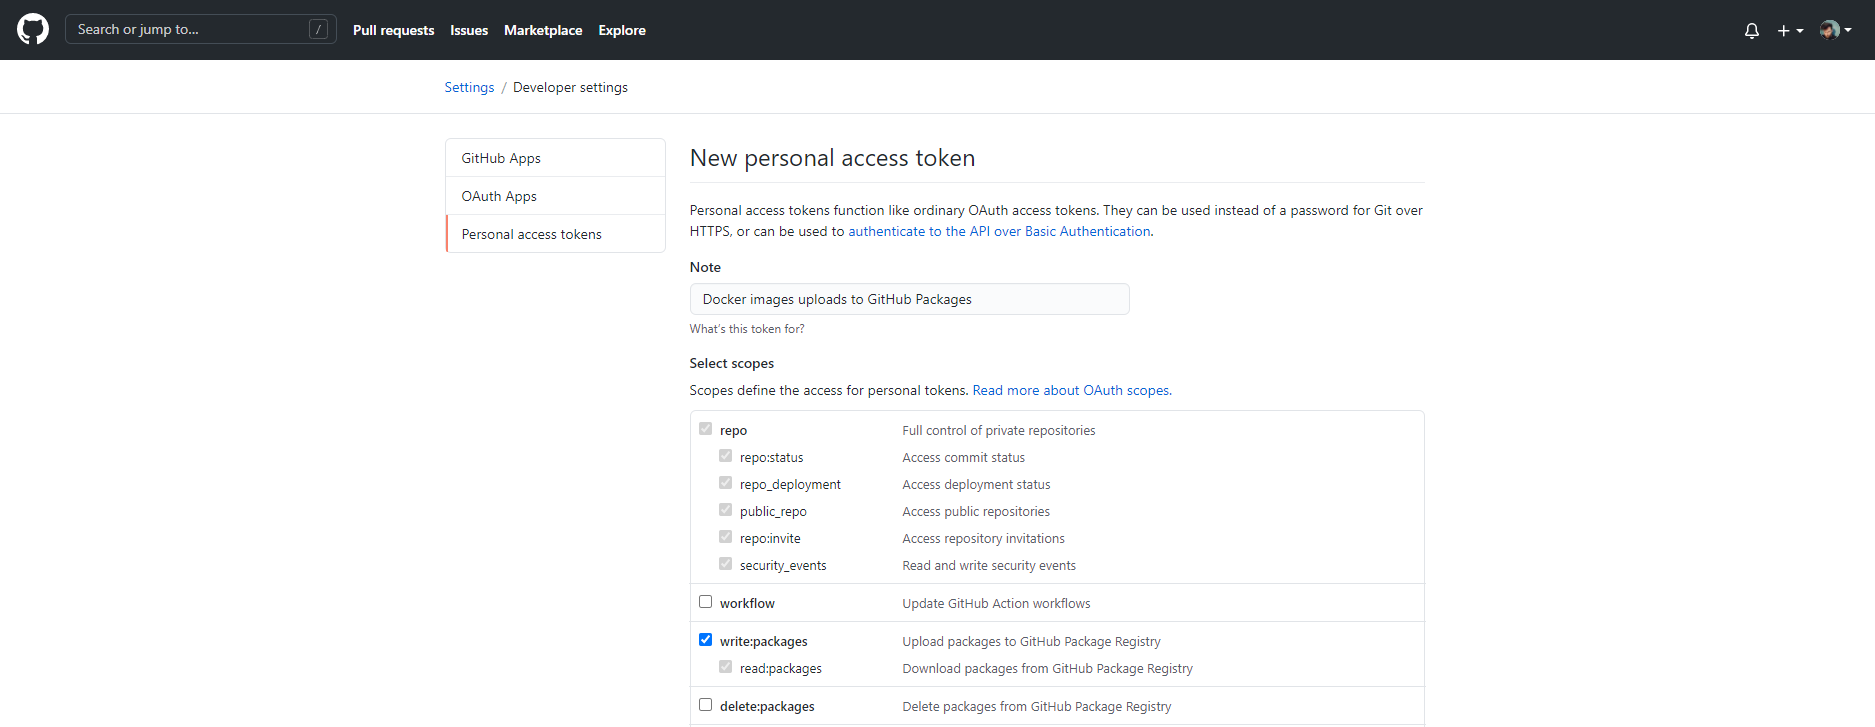 Search or jump to... /
Pull requests Issues Marketplace Explore
Settings / Developer settings
GitHub Apps
OAuth Apps
Personal access tokens
New personal access token
Personal access tokens function like ordinary OAuth access tokens. They can be used instead of a password for Git over
HTTPS, or can be used to authenticate to the API over Basic Authentication.
Note
Docker images uploads to GitHub Packages
What's this token for?
Select scopes
Scopes define the access for personal tokens. Read more about OAuth scopes.
repo Full control of private repositories
repo:status Access commit status
repo_deployment Access deployment status
public_repo Access public repositories
repo:invite Access repository invitations
security_events Read and write security events
workflow Update GitHub Action workflows
write:packages Upload packages to GitHub Package Registry
read:packages Download packages from GitHub Package Registry
delete:packages Delete packages from GitHub Package Registry